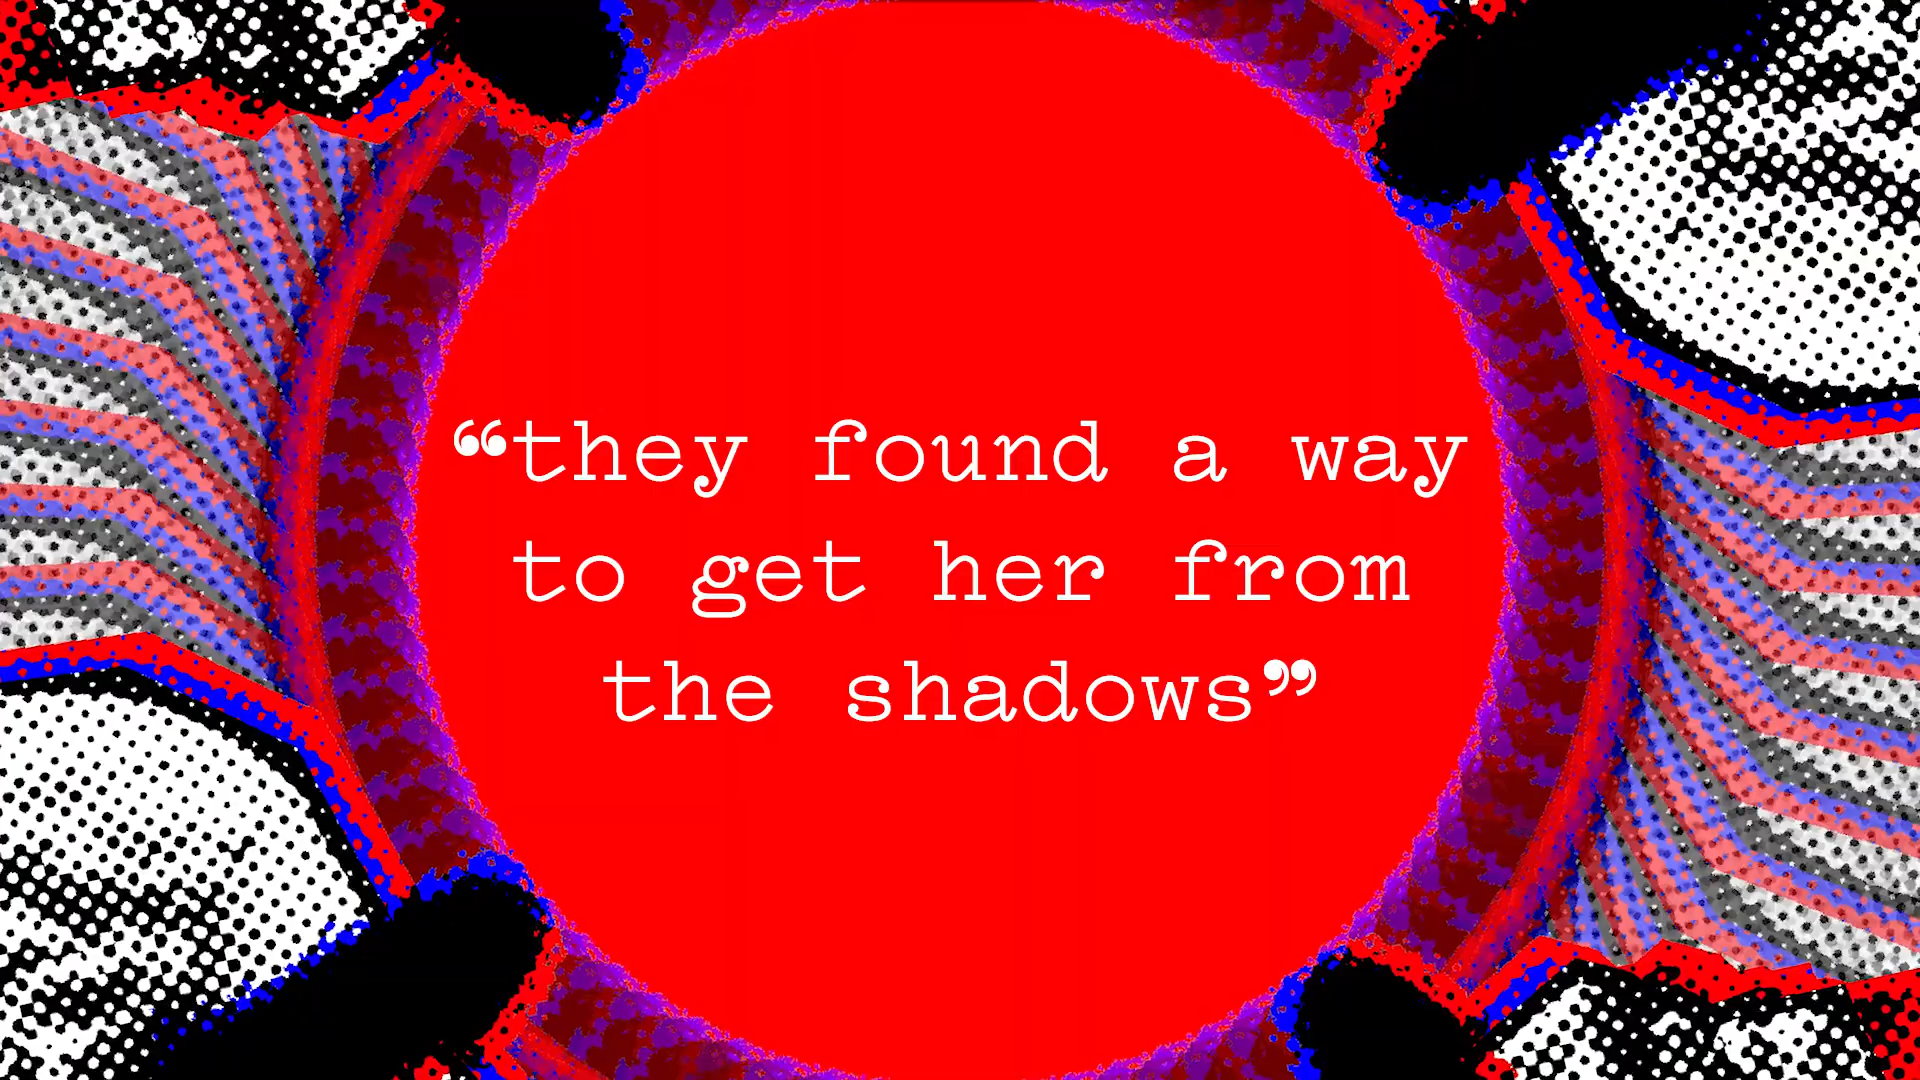 “they found a way
to get her from
the shadows”